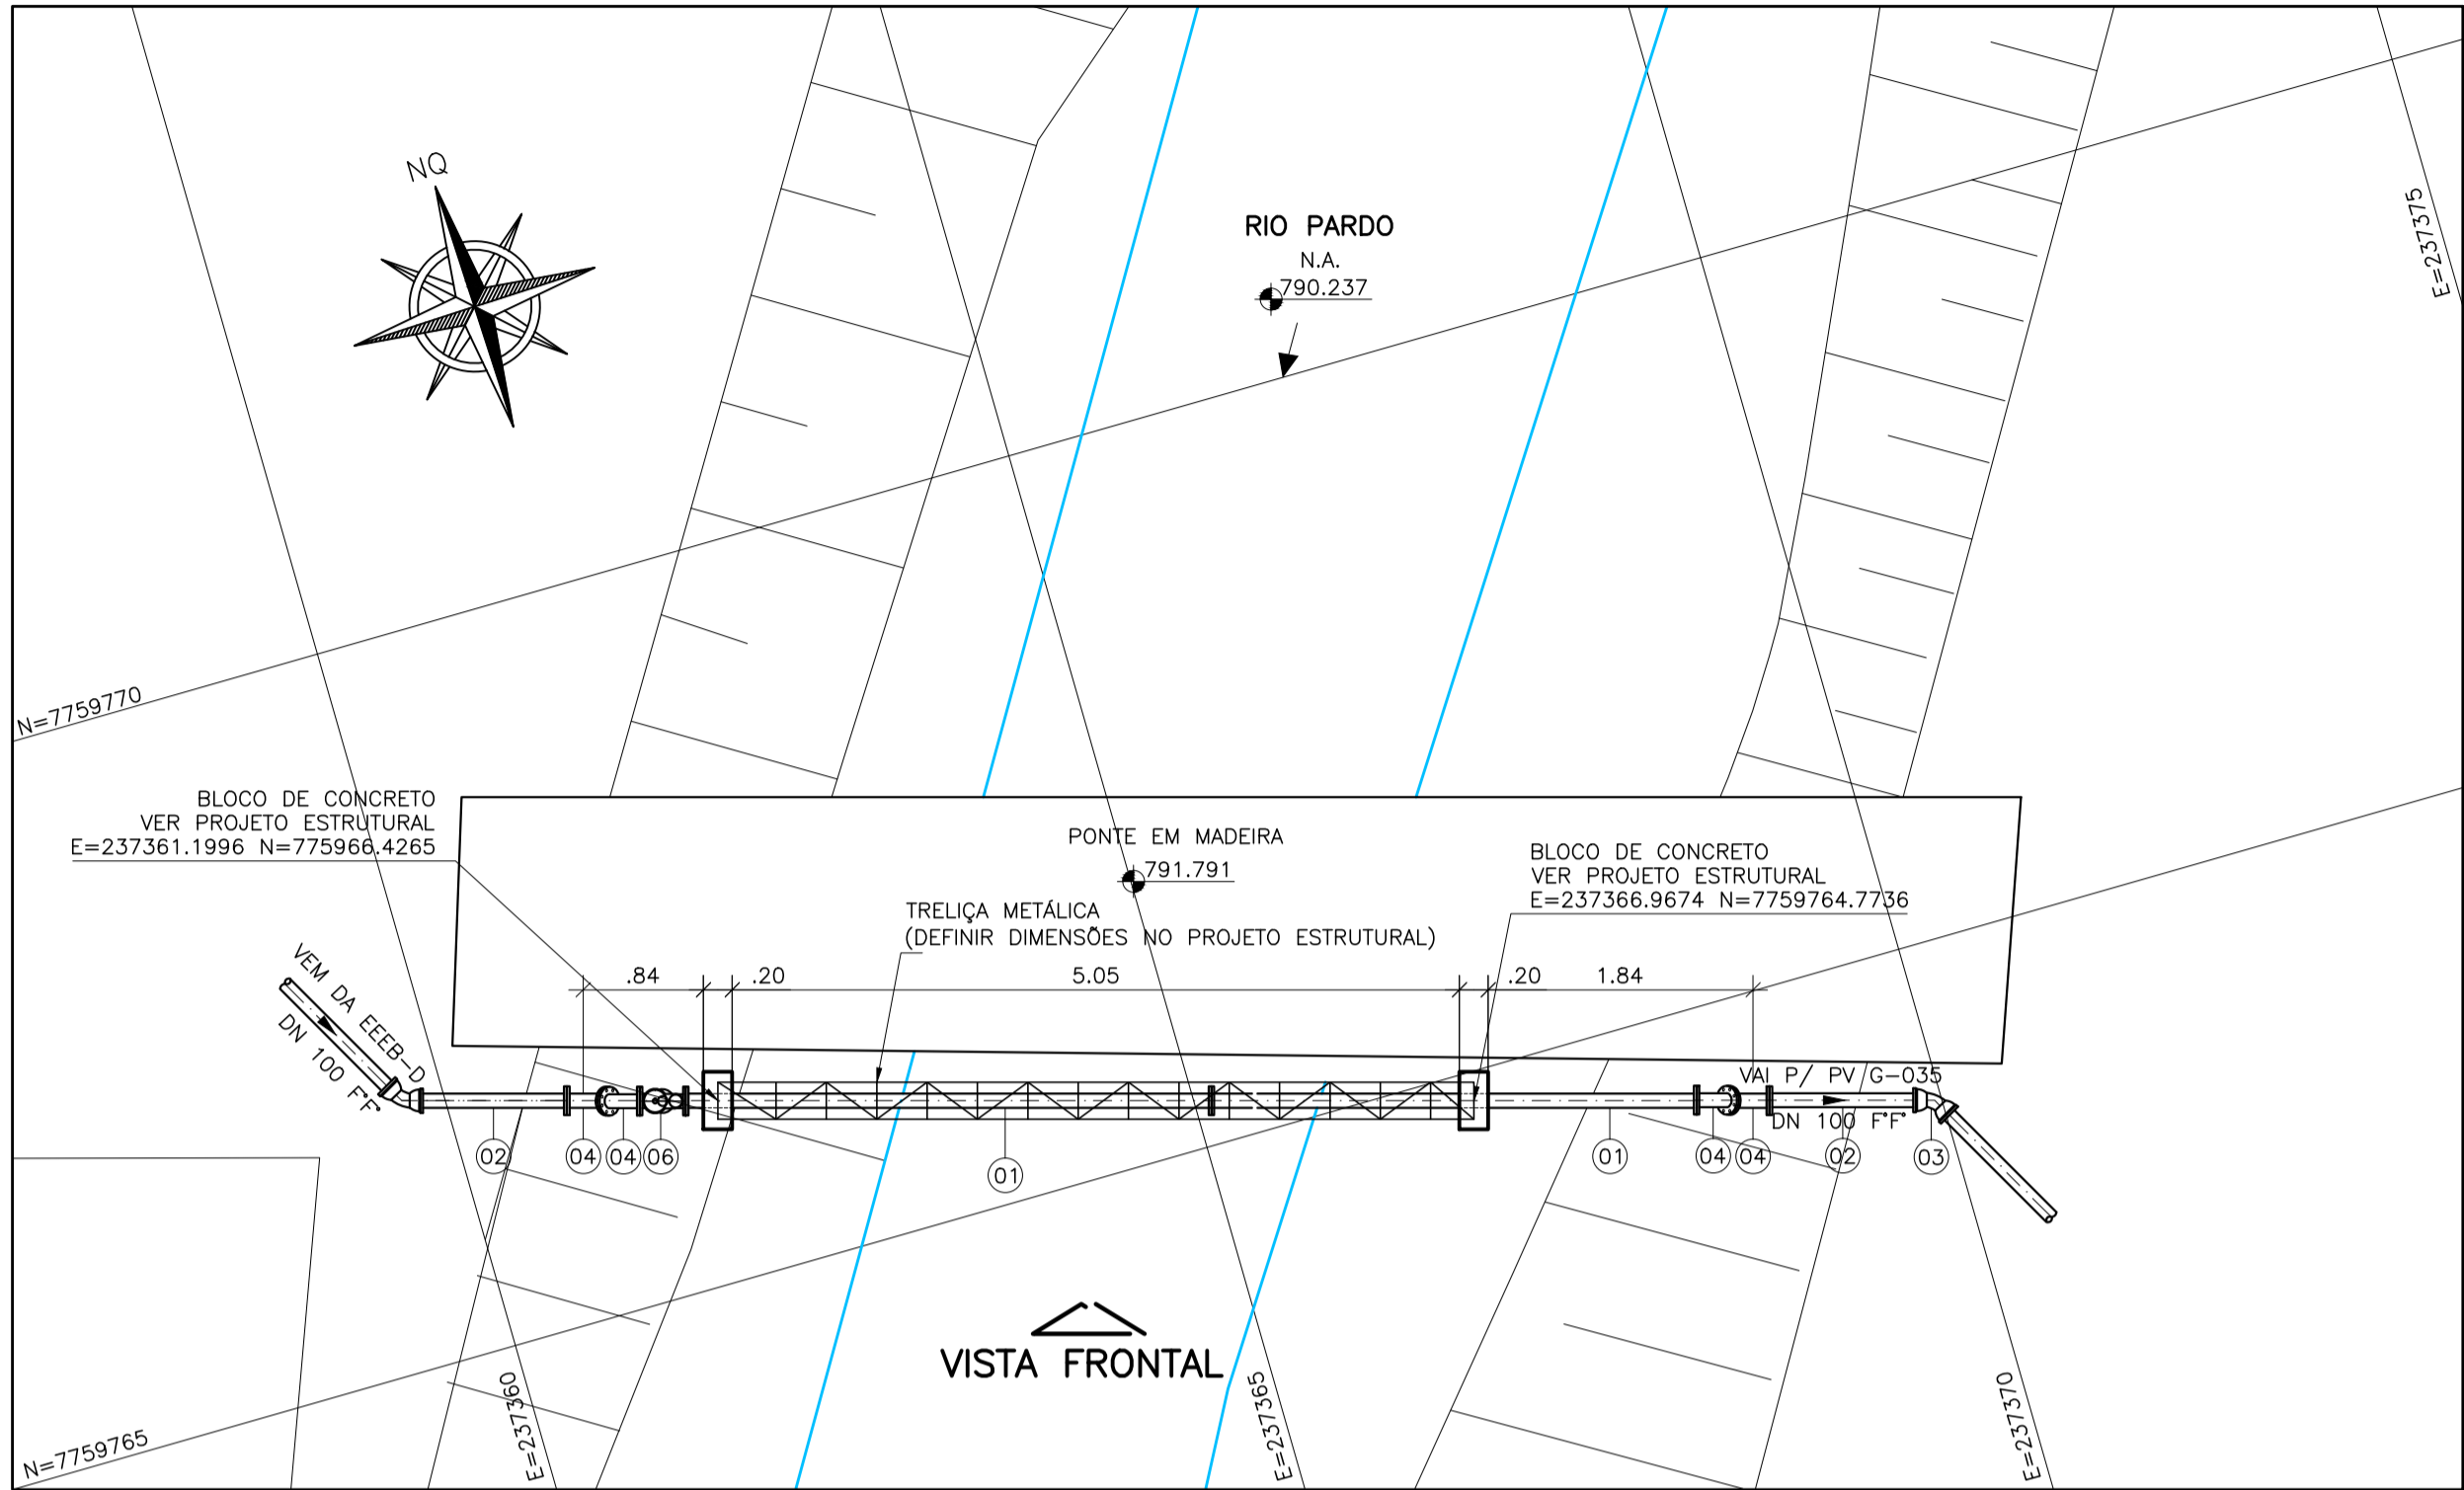 NQ
RIO PARDO
N.A.
790.237
E=237375
N=7759770
BLOCO DE CONCRETO
VER PROJETO ESTRUTURAL
E=237361.1996 N=775966.4265
PONTE EM MADEIRA
791.791
BLOCO DE CONCRETO
VER PROJETO ESTRUTURAL
E=237366.9674 N=7759764.7736
TRELIÇA METÁLICA
(DEFINIR DIMENSÕES NO PROJETO ESTRUTURAL)
.84 .20 5.05 .20 1.84
VEM DA EEEB-D
DN 100 F°F°
VAI P/ PV G-035
DN 100 F°F°
02 04 04 06 01 01 04 04 02 03
VISTA FRONTAL
N=7759765
E=237360
E=237365
E=237370